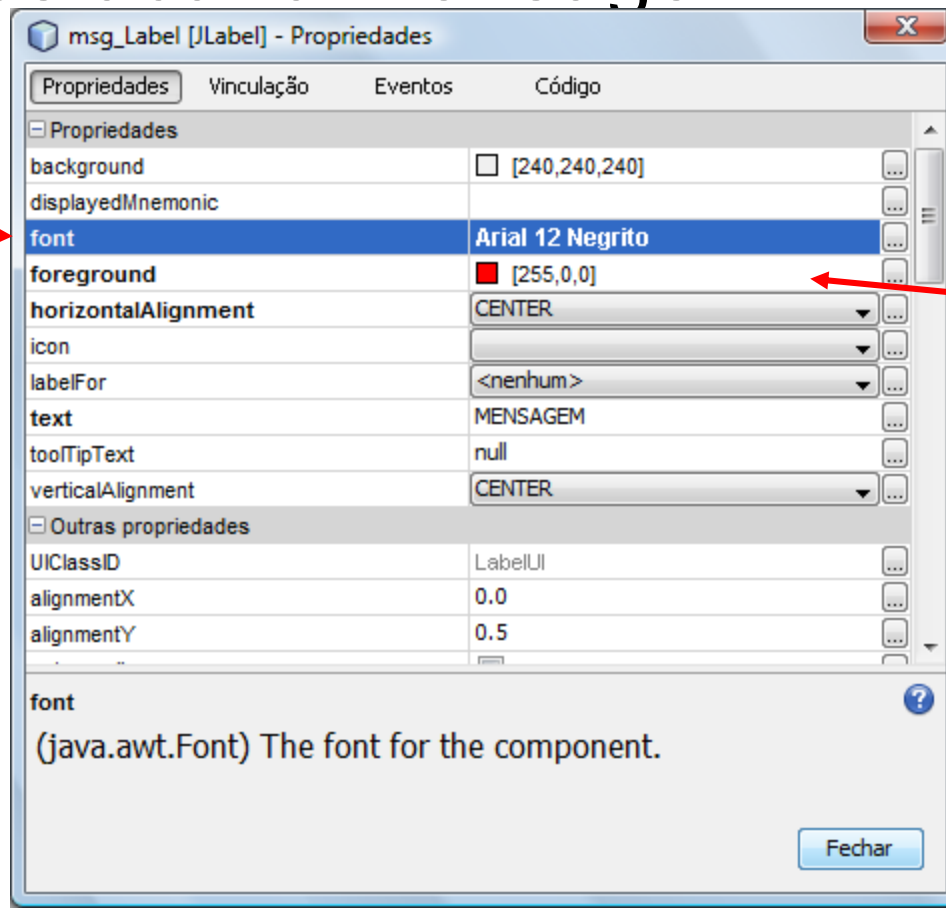 msg_Label [JLabel] - Propriedades
Propriedades Vinculação Eventos Código
Propriedades
background [240,240,240] ...
displayedMnemonic ...
font Arial 12 Negrito ...
foreground [255,0,0] ...
horizontalAlignment CENTER ...
icon ...
labelFor <nenhum> ...
text MENSAGEM ...
toolTipText null ...
verticalAlignment CENTER ...
Outras propriedades
UIClassID LabelUI ...
alignmentX 0.0 ...
alignmentY 0.5 ...
font
(java.awt.Font) The font for the component.
Fechar